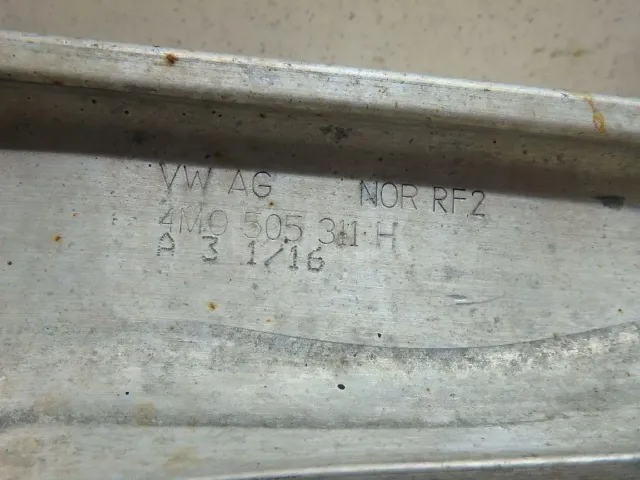 VW AG NOR RF2
4M0 505 311 H
A 3 1/16